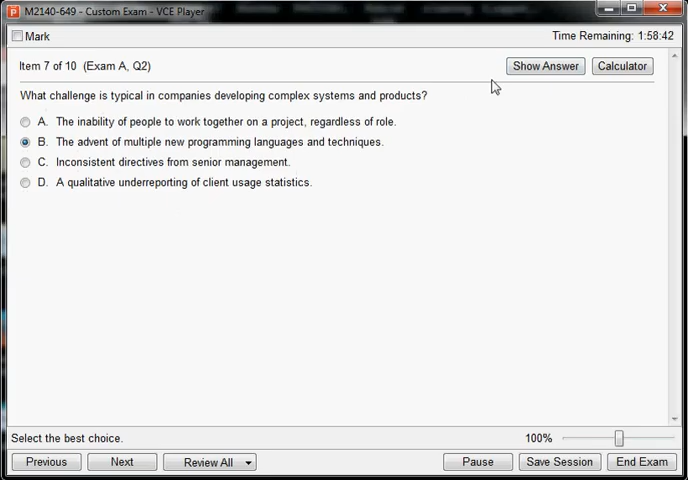 M2140-649 - Custom Exam - VCE Player
Mark
Time Remaining: 1:58:42
Item 7 of 10 (Exam A, Q2)
Show Answer
Calculator
What challenge is typical in companies developing complex systems and products?
A. The inability of people to work together on a project, regardless of role.
B. The advent of multiple new programming languages and techniques.
C. Inconsistent directives from senior management.
D. A qualitative underreporting of client usage statistics.
Select the best choice.
100%
Previous
Next
Review All
Pause
Save Session
End Exam